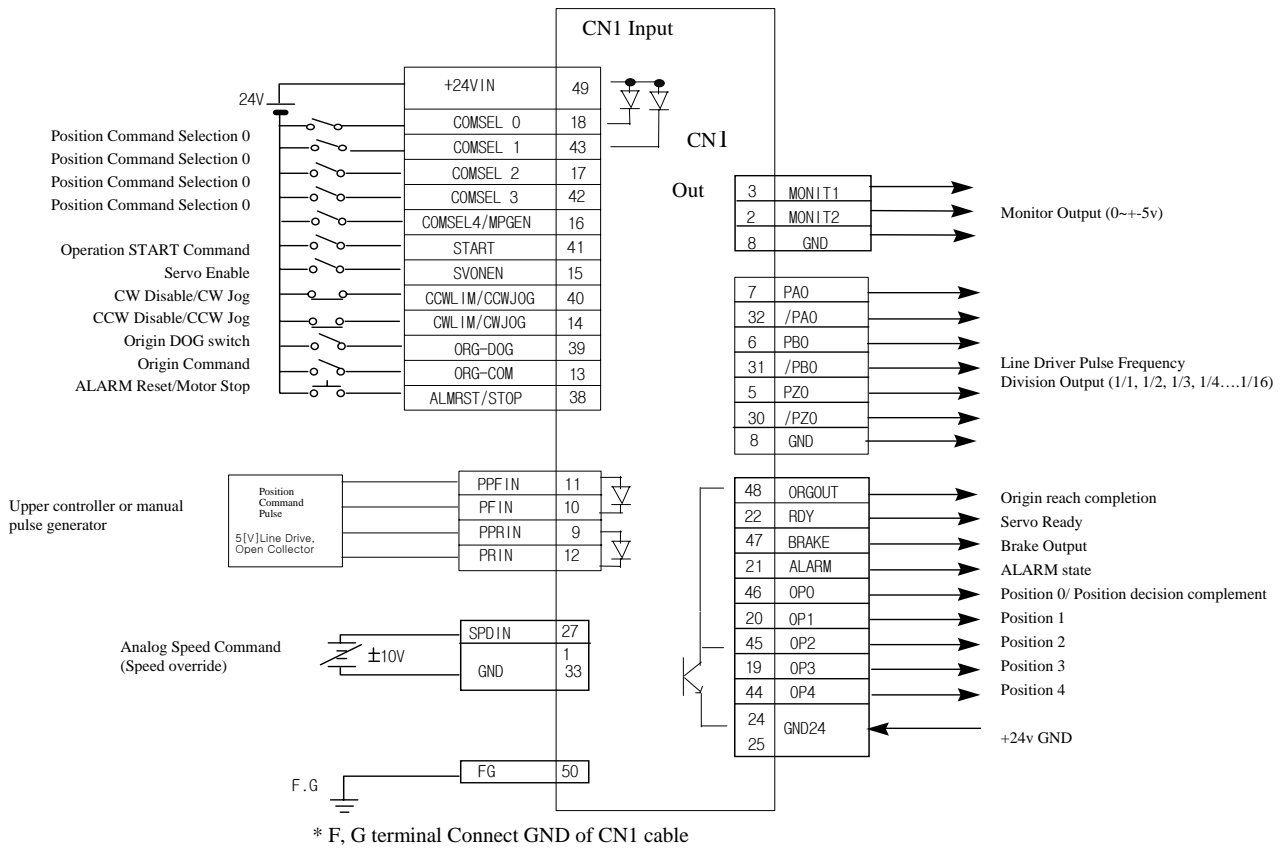 CN1 Input
24V
+24VIN 49
Position Command Selection 0 COMSEL 0 18
Position Command Selection 0 COMSEL 1 43
Position Command Selection 0 COMSEL 2 17
Position Command Selection 0 COMSEL 3 42
COMSEL4/MPGEN 16
Operation START Command START 41
Servo Enable SVONEN 15
CW Disable/CW Jog CCWLIM/CCWJOG 40
CCW Disable/CCW Jog CWLIM/CWJOG 14
Origin DOG switch ORG-DOG 39
Origin Command ORG-COM 13
ALARM Reset/Motor Stop ALMRST/STOP 38
Upper controller or manual
pulse generator
Position
Command
Pulse
5[V]Line Drive,
Open Collector
PPFIN 11
PFIN 10
PPRIN 9
PRIN 12
Analog Speed Command
(Speed override)
±10V
SPDIN 27
GND 1
33
F.G
FG 50
CN1
Out
3 MONIT1
2 MONIT2
8 GND
Monitor Output (0~+-5v)
7 PAO
32 /PAO
6 PBO
31 /PBO
5 PZO
30 /PZO
8 GND
Line Driver Pulse Frequency
Division Output (1/1, 1/2, 1/3, 1/4….1/16)
48 ORGOUT Origin reach completion
22 RDY Servo Ready
47 BRAKE Brake Output
21 ALARM ALARM state
46 OP0 Position 0/ Position decision complement
20 OP1 Position 1
45 OP2 Position 2
19 OP3 Position 3
44 OP4 Position 4
24
25
GND24 +24v GND
* F, G terminal Connect GND of CN1 cable